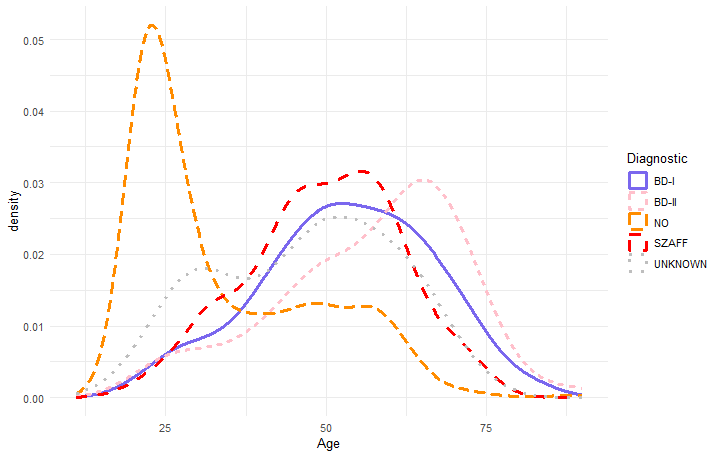 0.05
0.04
0.03
0.02
0.01
0.00
density
25
50
75
Age
Diagnostic
BD-I
BD-II
NO
SZAFF
UNKNOWN